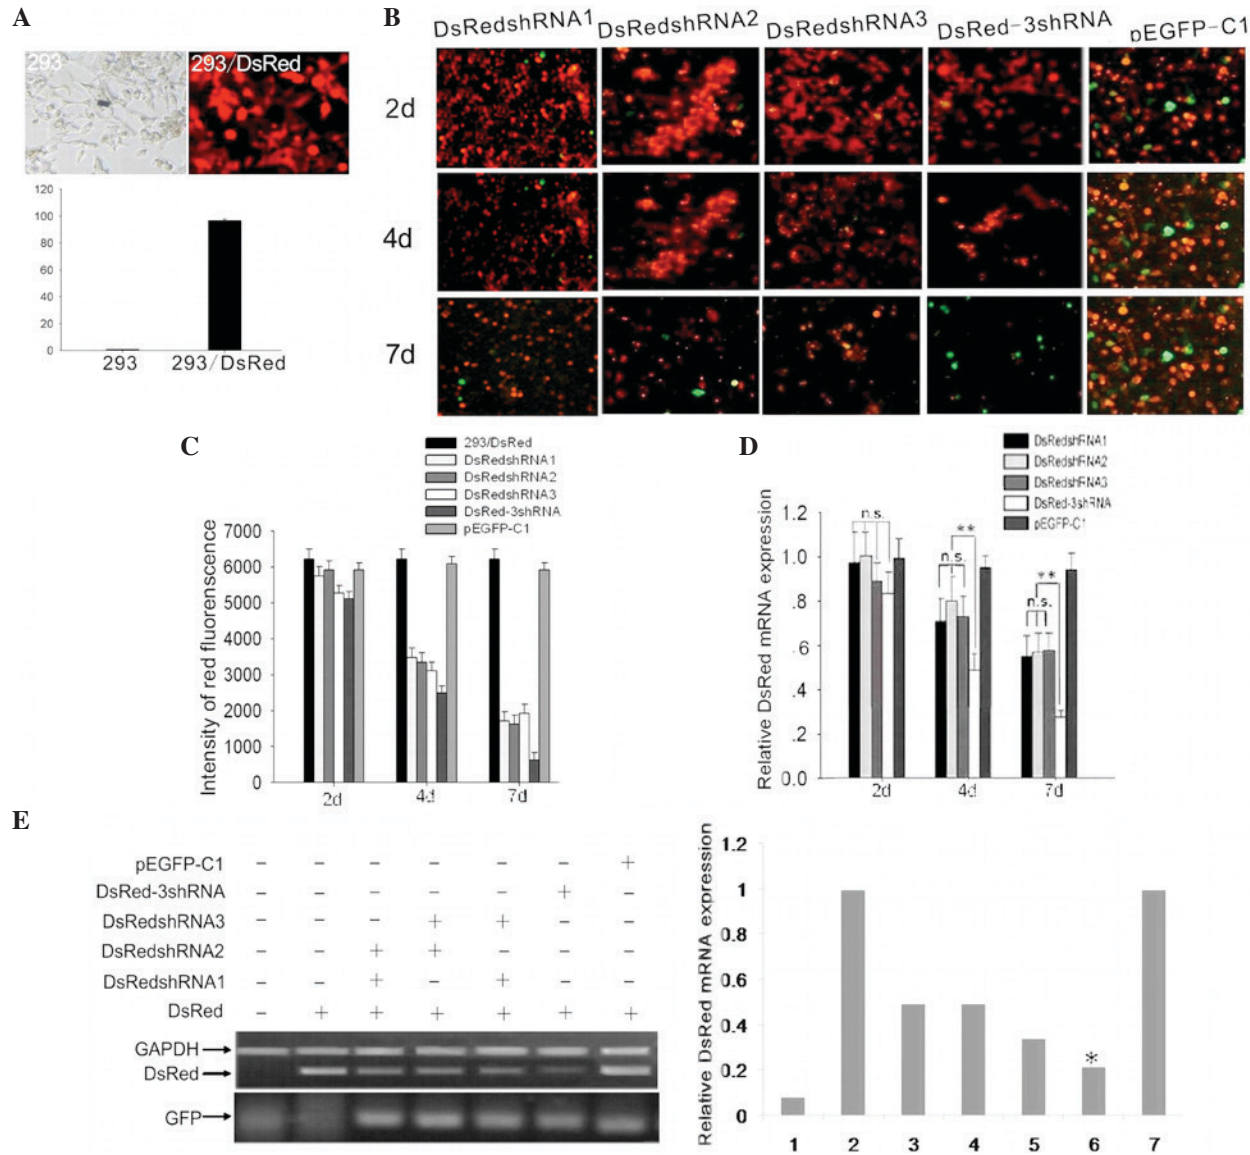 A
293
293/DsRed
120
100
80
60
40
20
0
293
293/DsRed
B
DsRedshRNA1
DsRedshRNA2
DsRedshRNA3
DsRed-3shRNA
pEGFP-C1
2d
4d
7d
C
293/DsRed
DsRedshRNA1
DsRedshRNA2
DsRedshRNA3
DsRed-3shRNA
pEGFP-C1
Intensity of red fluorenscence
7000
6000
5000
4000
3000
2000
1000
0
2d
4d
7d
D
DsRedshRNA1
DsRedshRNA2
DsRedshRNA3
DsRed-3shRNA
pEGFP-C1
Relative DsRed mRNA expression
1.2
1.0
.8
.6
.4
.2
0.0
n.s.
n.s.
**
n.s.
**
2d
4d
7d
E
pEGFP-C1 − − − − − − +
DsRed-3shRNA − − − − − + −
DsRedshRNA3 − − − + + − −
DsRedshRNA2 − − + + − − −
DsRedshRNA1 − − + − + − −
DsRed − + + + + + +
GAPDH
DsRed
GFP
Relative DsRed mRNA expression
1.2
1
0.8
0.6
0.4
0.2
0
*
1 2 3 4 5 6 7